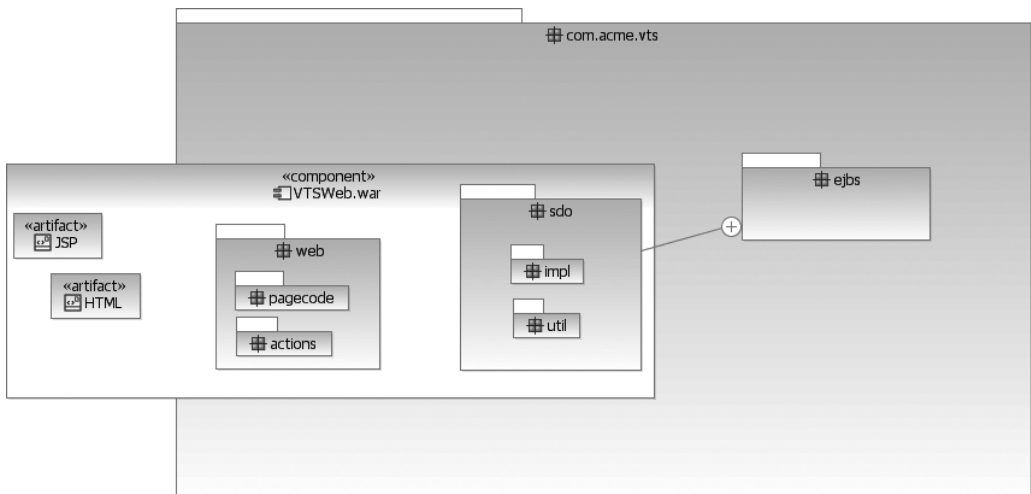 com.acme.vts
«component»
VTSWeb.war
«artifact»
JSP
«artifact»
HTML
web
pagecode
actions
sdo
impl
util
ejbs